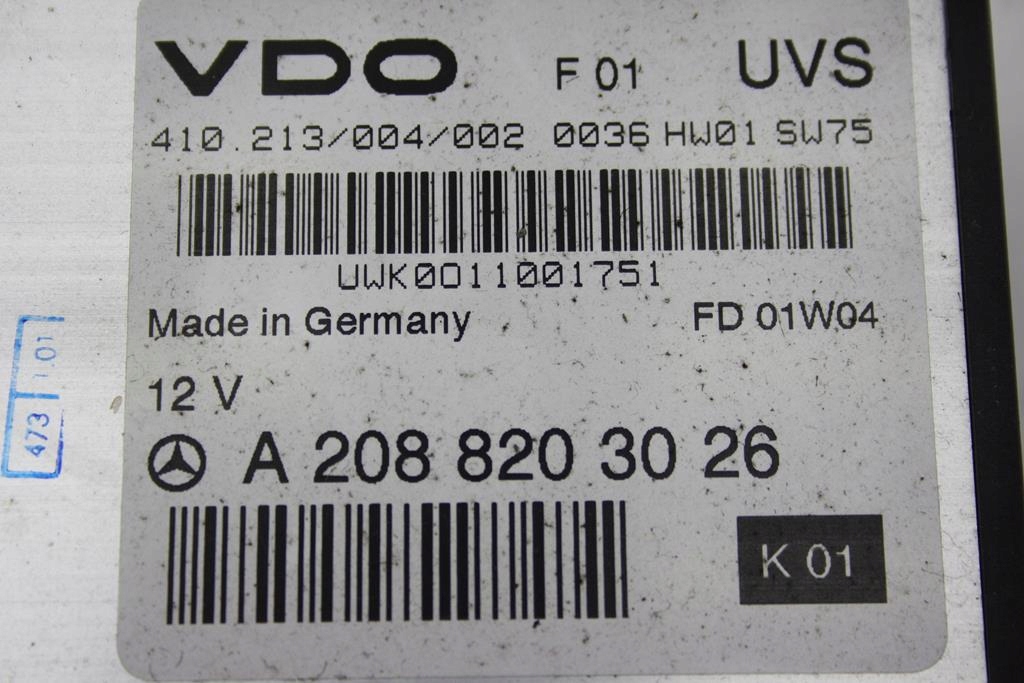 VDO F 01 UVS
410.213/004/002 0036 HW01 SW75
UWK0011001751
Made in Germany FD 01W04
12 V
A 208 820 30 26
K 01
473 1.01